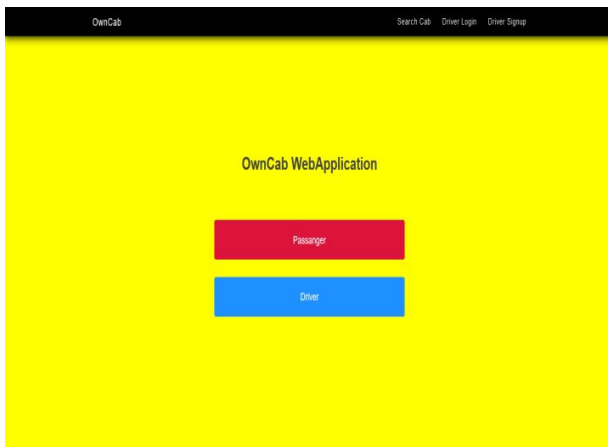 OwnCab Search Cab Driver Login Driver Signup
OwnCab WebApplication
Passanger
Driver